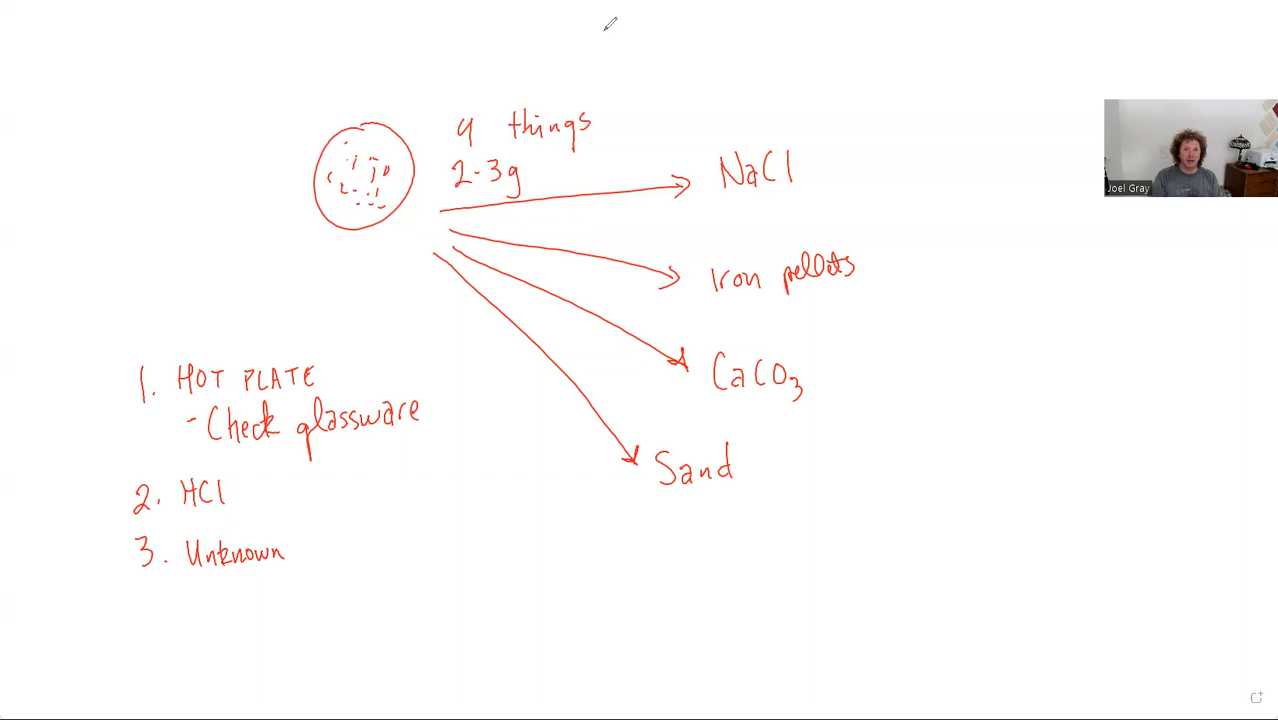 4 things
2-3g
NaCl
Iron pellets
CaCO3
Sand
1. HOT PLATE
- Check glassware
2. HCl
3. Unknown
Joel Gray